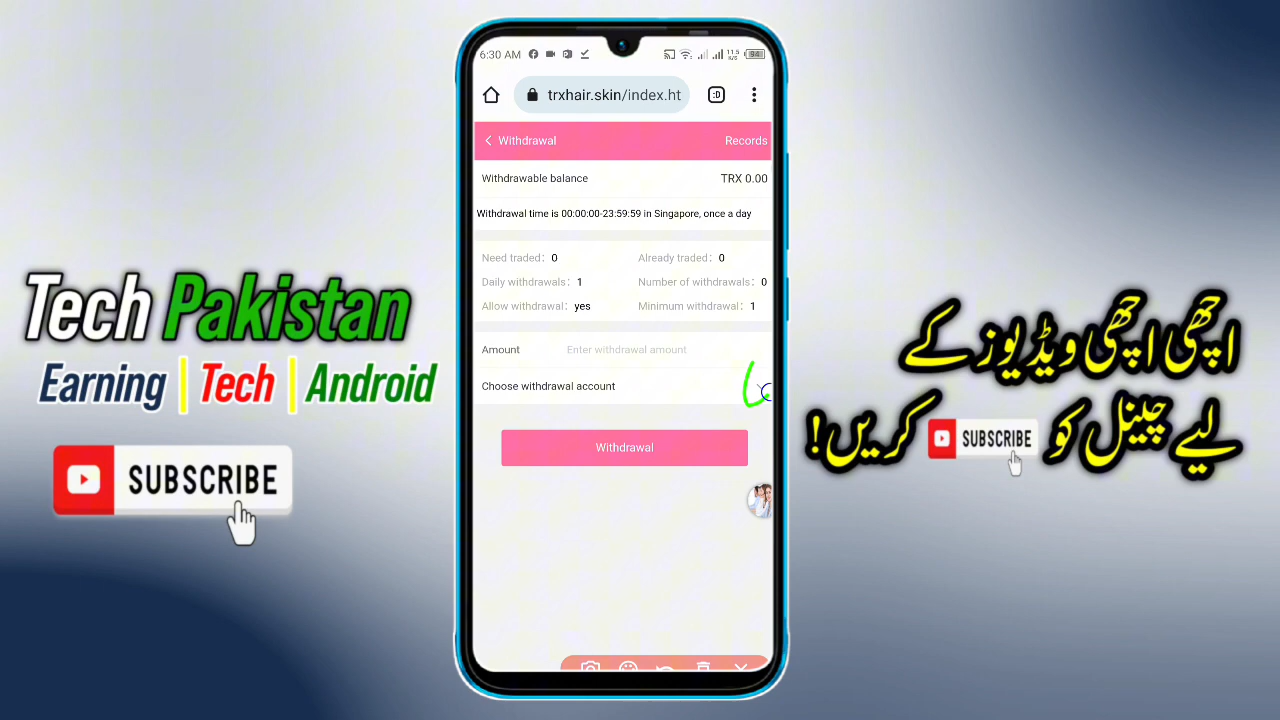 Tech Pakistan
Earning | Tech | Android
SUBSCRIBE
6:30 AM
11.5
K/S
94
trxhair.skin/index.ht
:D
Withdrawal
Records
Withdrawable balance
TRX 0.00
Withdrawal time is 00:00:00-23:59:59 in Singapore, once a day
Need traded: 0
Already traded: 0
Daily withdrawals: 1
Number of withdrawals: 0
Allow withdrawal: yes
Minimum withdrawal: 1
Amount
Enter withdrawal amount
Choose withdrawal account
Withdrawal
اچھی اچھی ویڈیوز کے
لیے چینل کو SUBSCRIBE کریں!